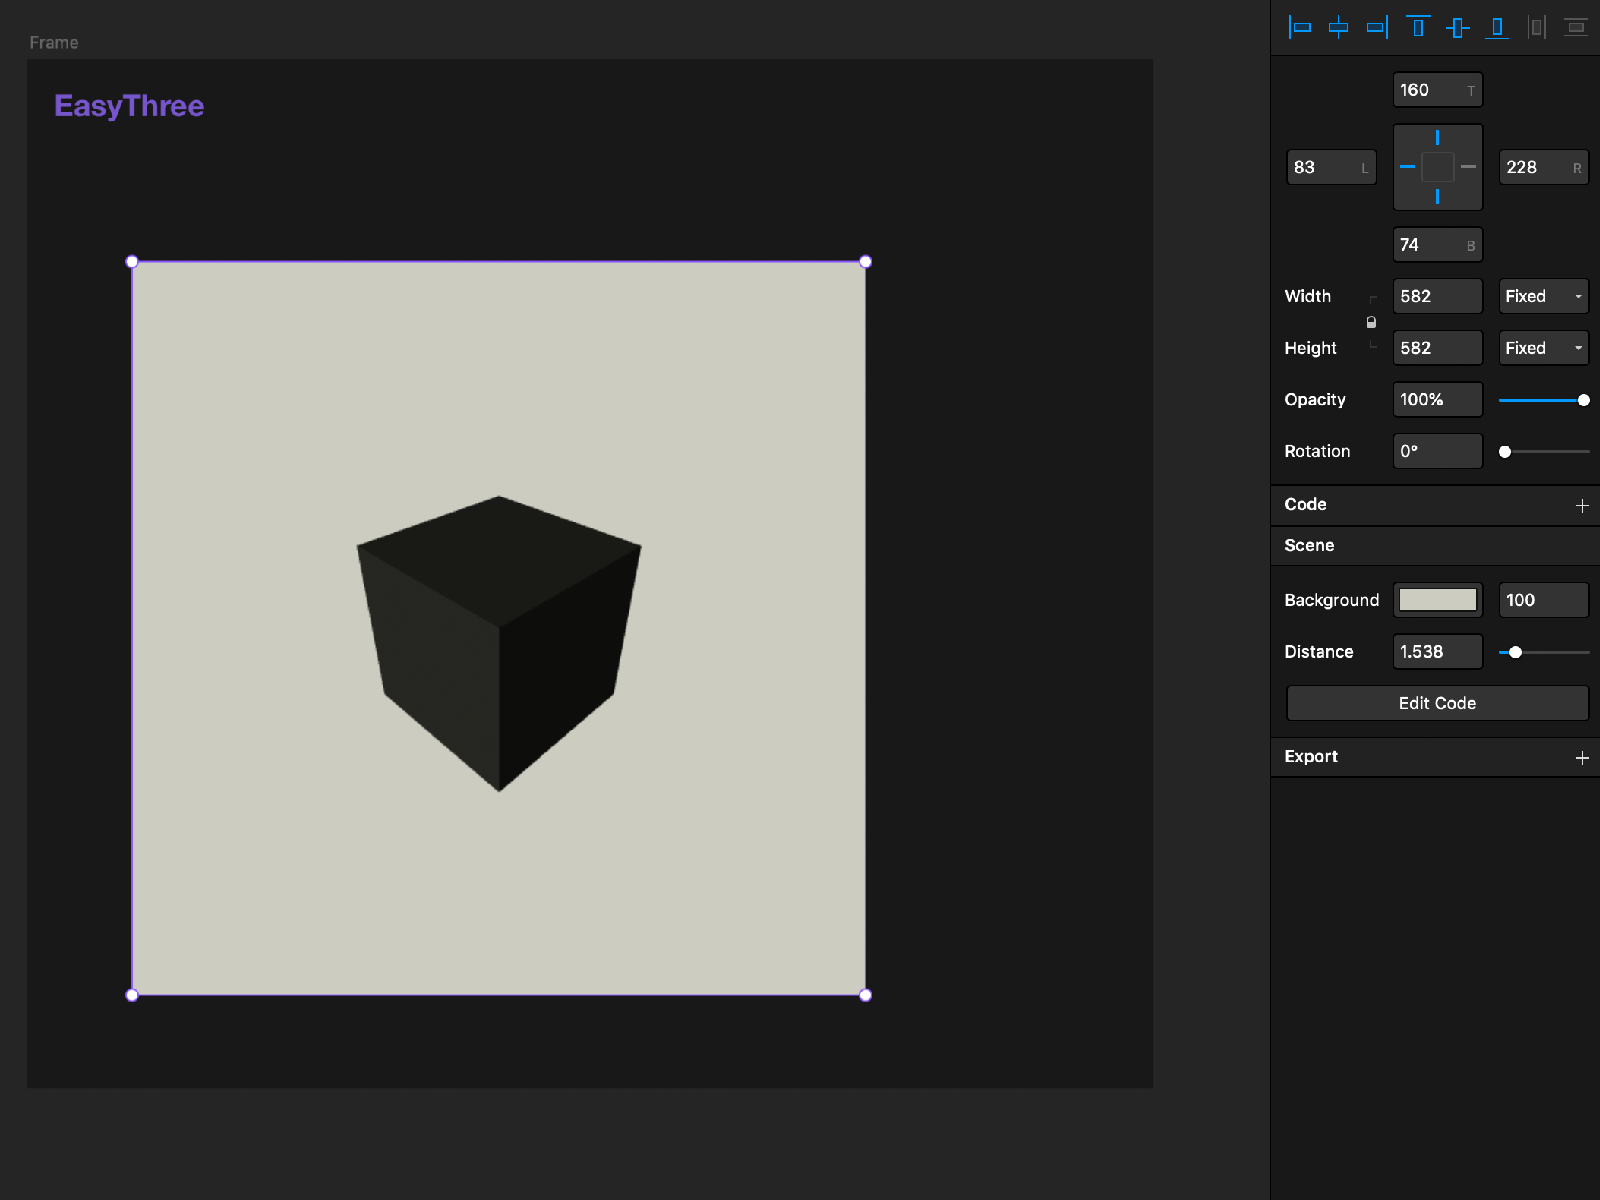 Frame
EasyThree
160 T
83 L
228 R
74 B
Width 582 Fixed
Height 582 Fixed
Opacity 100%
Rotation 0°
Code
Scene
Background 100
Distance 1.538
Edit Code
Export